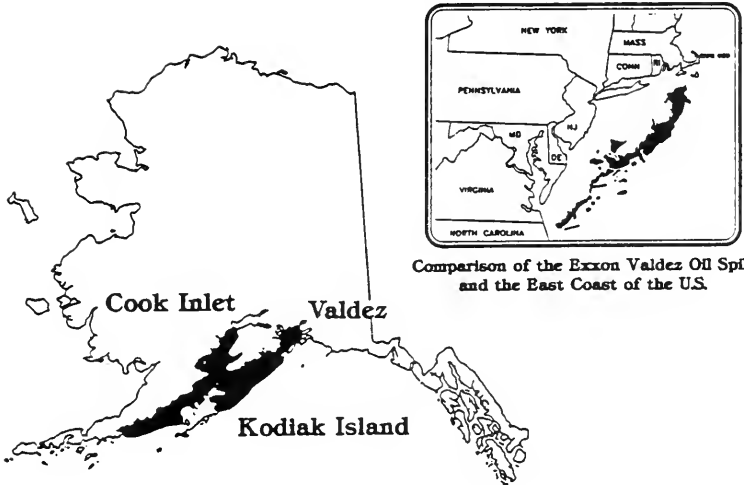 NEW YORK
MASS
CONN
RI
PENNSYLVANIA
NJ
MD
DE
VIRGINIA
NORTH CAROLINA
Comparison of the Exxon Valdez Oil Spil
and the East Coast of the U.S.
Cook Inlet
Valdez
Kodiak Island